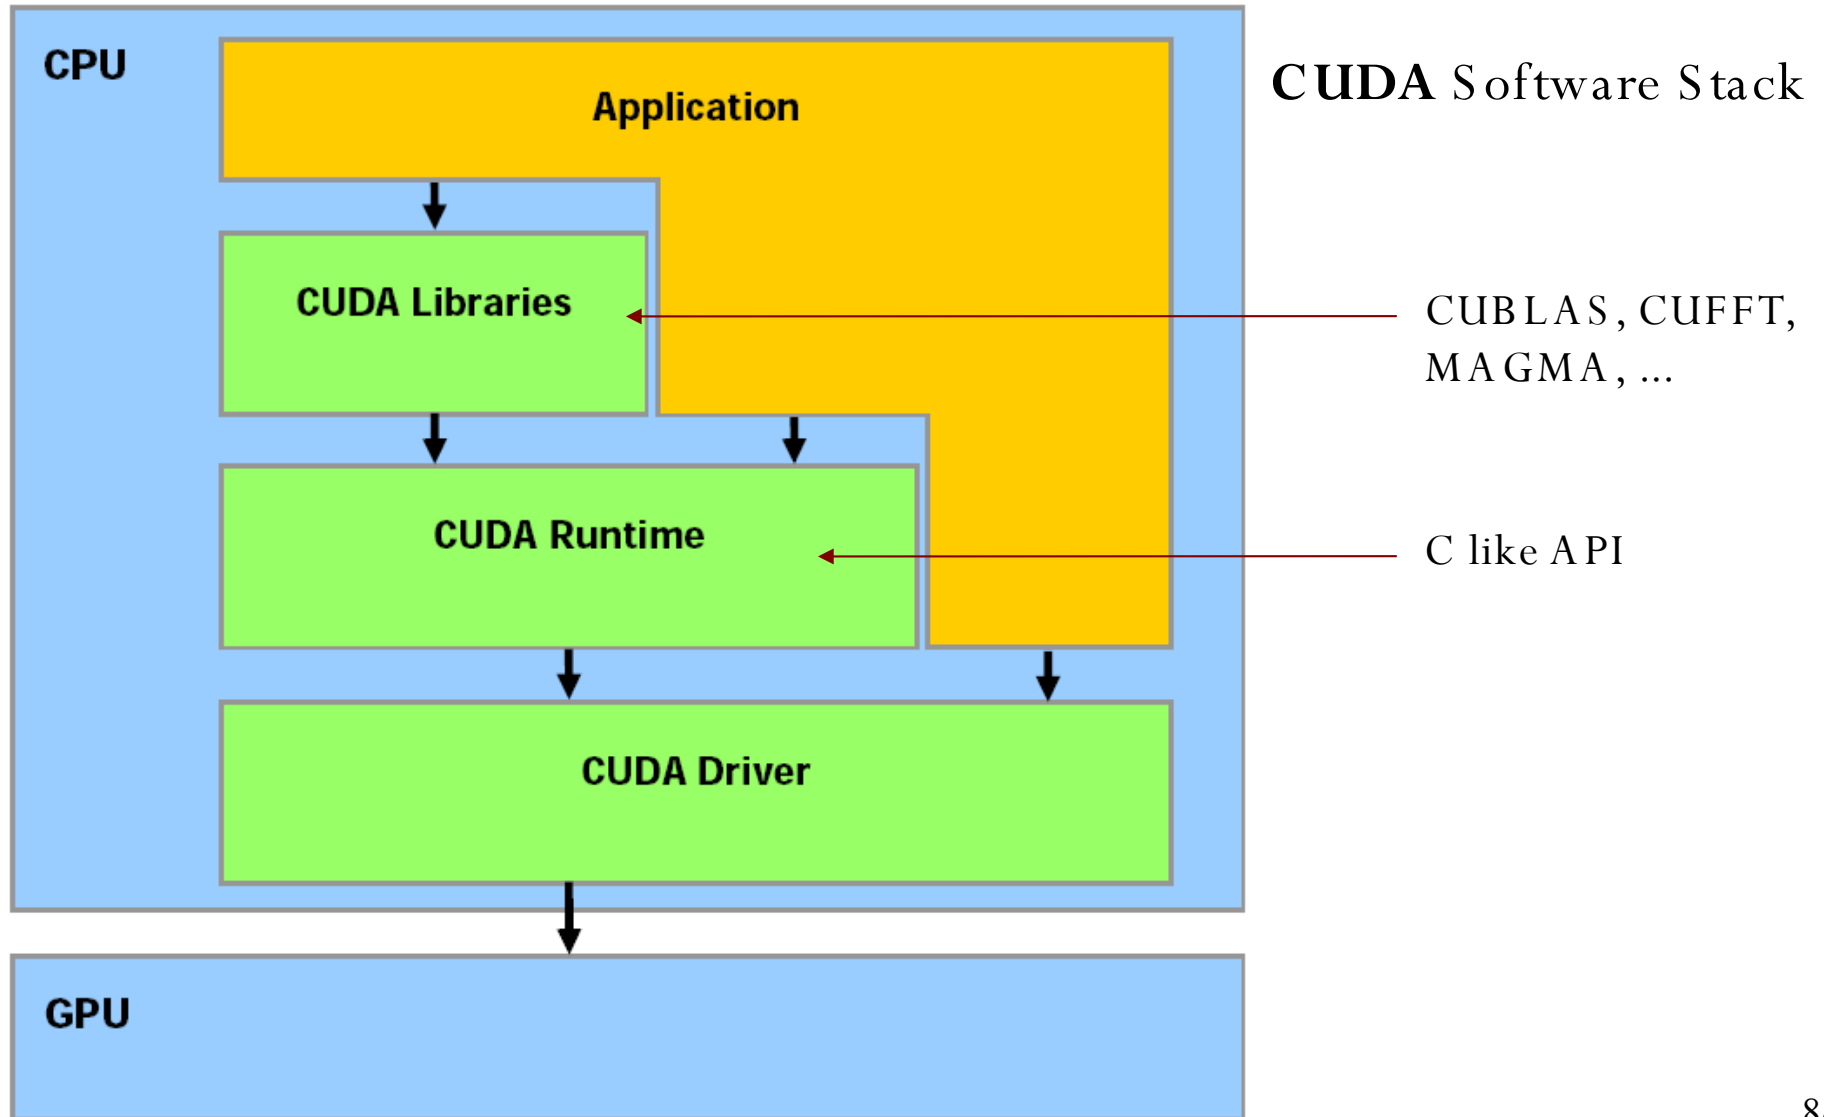 CPU
Application
CUDA Software Stack
CUDA Libraries
CUBLAS, CUFFT,
MAGMA, ...
CUDA Runtime
C like API
CUDA Driver
GPU